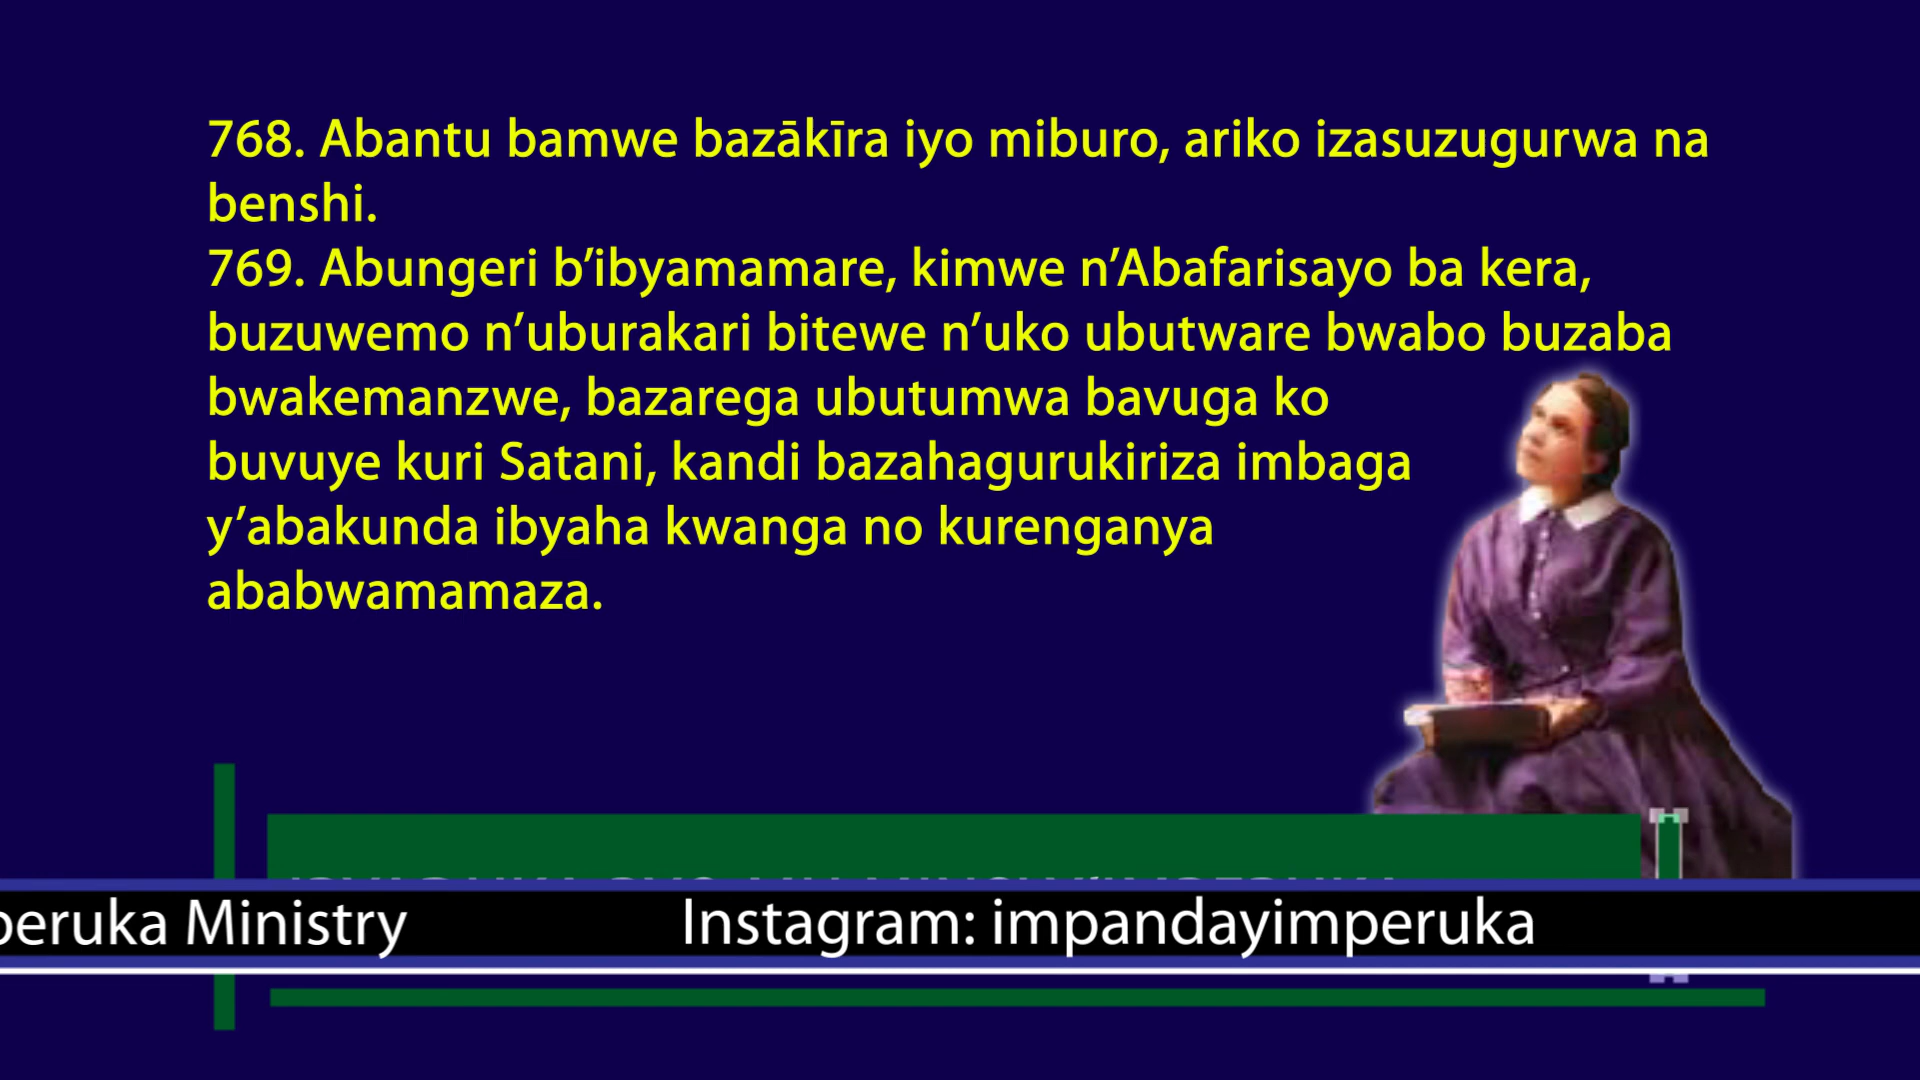 768. Abantu bamwe bazākīra iyo miburo, ariko izasuzugurwa na
benshi.
769. Abungeri b’ibyamamare, kimwe n’Abafarisayo ba kera,
buzuwemo n’uburakari bitewe n’uko ubutware bwabo buzaba
bwakemanzwe, bazarega ubutumwa bavuga ko
buvuye kuri Satani, kandi bazahagurukiriza imbaga
y’abakunda ibyaha kwanga no kurenganya
ababwamamaza.
Ministry Instagram: impandayimperuka